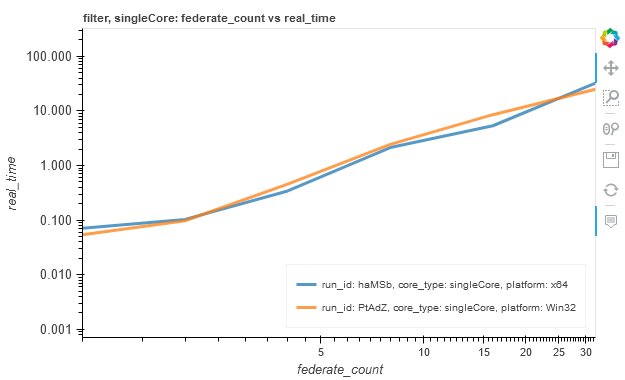 filter, singleCore: federate_count vs real_time
100.000
10.000
1.000
0.100
0.010
0.001
real_time
run_id: haMSb, core_type: singleCore, platform: x64
run_id: PtAdZ, core_type: singleCore, platform: Win32
5
10
15
20
25
30
federate_count